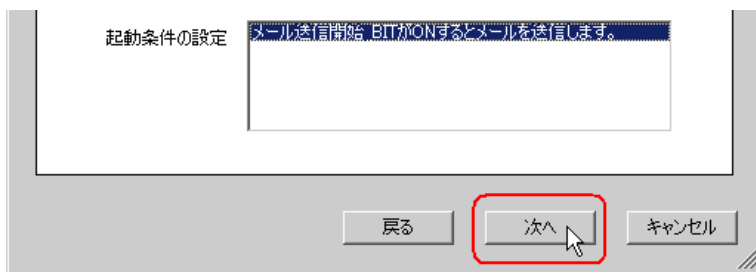 起動条件の設定
メール送信開始 BITがONするとメールを送信します。
戻る
次へ
キャンセル